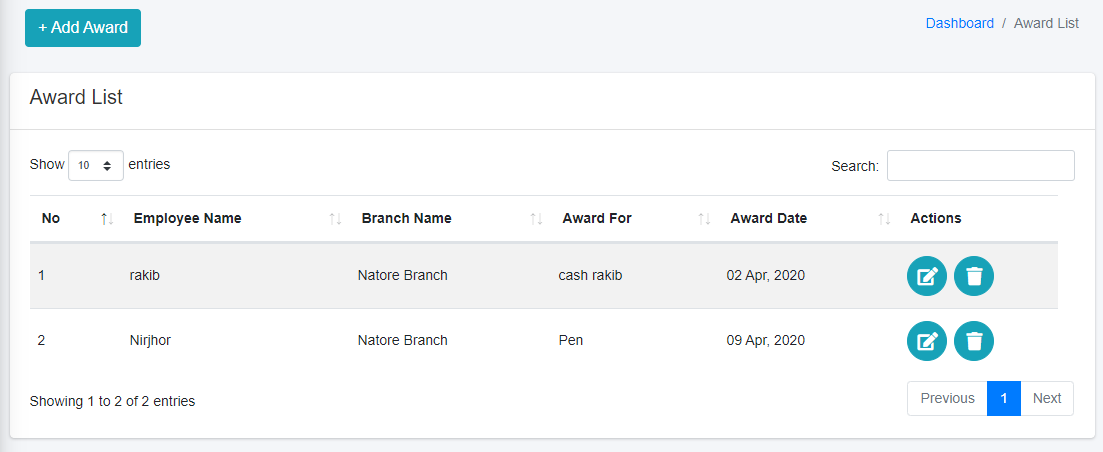 + Add Award
Dashboard / Award List
Award List
Show 10 entries
Search:
No Employee Name Branch Name Award For Award Date Actions
1 rakib Natore Branch cash rakib 02 Apr, 2020
2 Nirjhor Natore Branch Pen 09 Apr, 2020
Showing 1 to 2 of 2 entries
Previous 1 Next